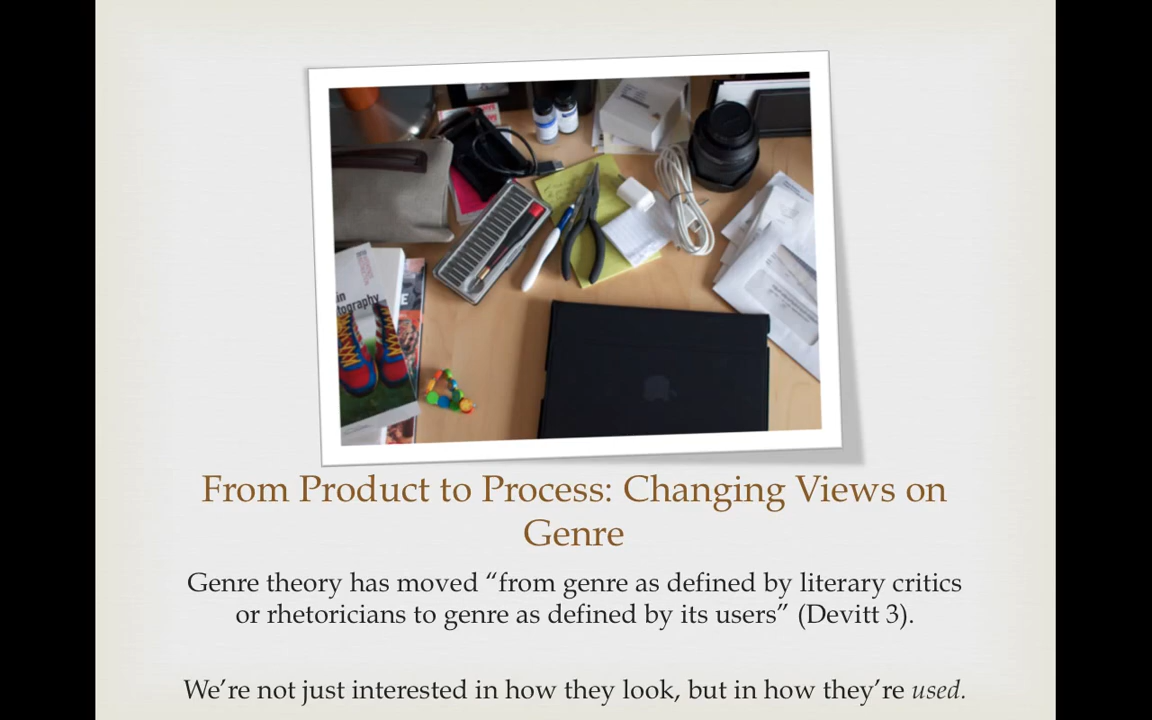 in
tography
From Product to Process: Changing Views on
Genre
Genre theory has moved “from genre as defined by literary critics
or rhetoricians to genre as defined by its users” (Devitt 3).
We’re not just interested in how they look, but in how they’re used.